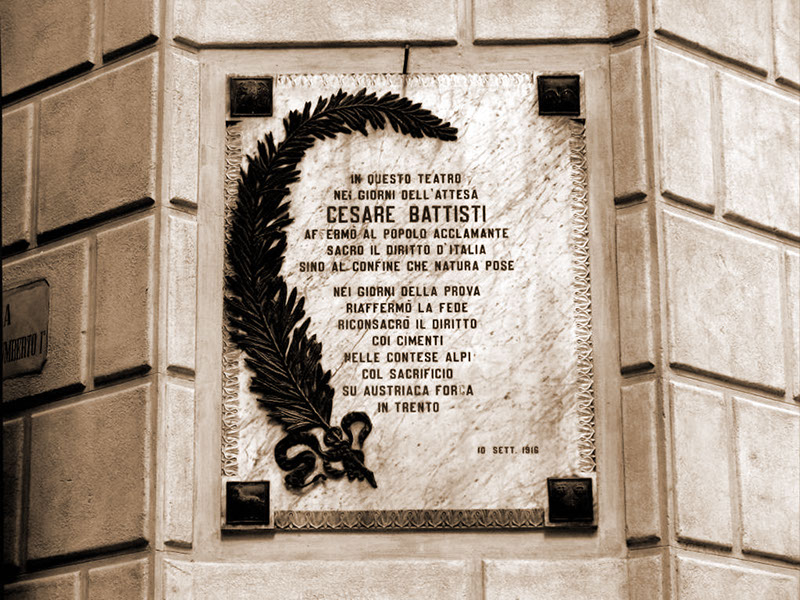 IN QUESTO TEATRO
NEI GIORNI DELL'ATTESA
CESARE BATTISTI
AFFERMÒ AL POPOLO ACCLAMANTE
SACRO IL DIRITTO D'ITALIA
SINO AL CONFINE CHE NATURA POSE
NEI GIORNI DELLA PROVA
RIAFFERMÒ LA FEDE
RICONSACRÒ IL DIRITTO
COI CIMENTI
NELLE CONTESE ALPI
COL SACRIFICIO
SU AUSTRIACA FORCA
IN TRENTO
10 SETT. 1916
A
UMBERTO I°